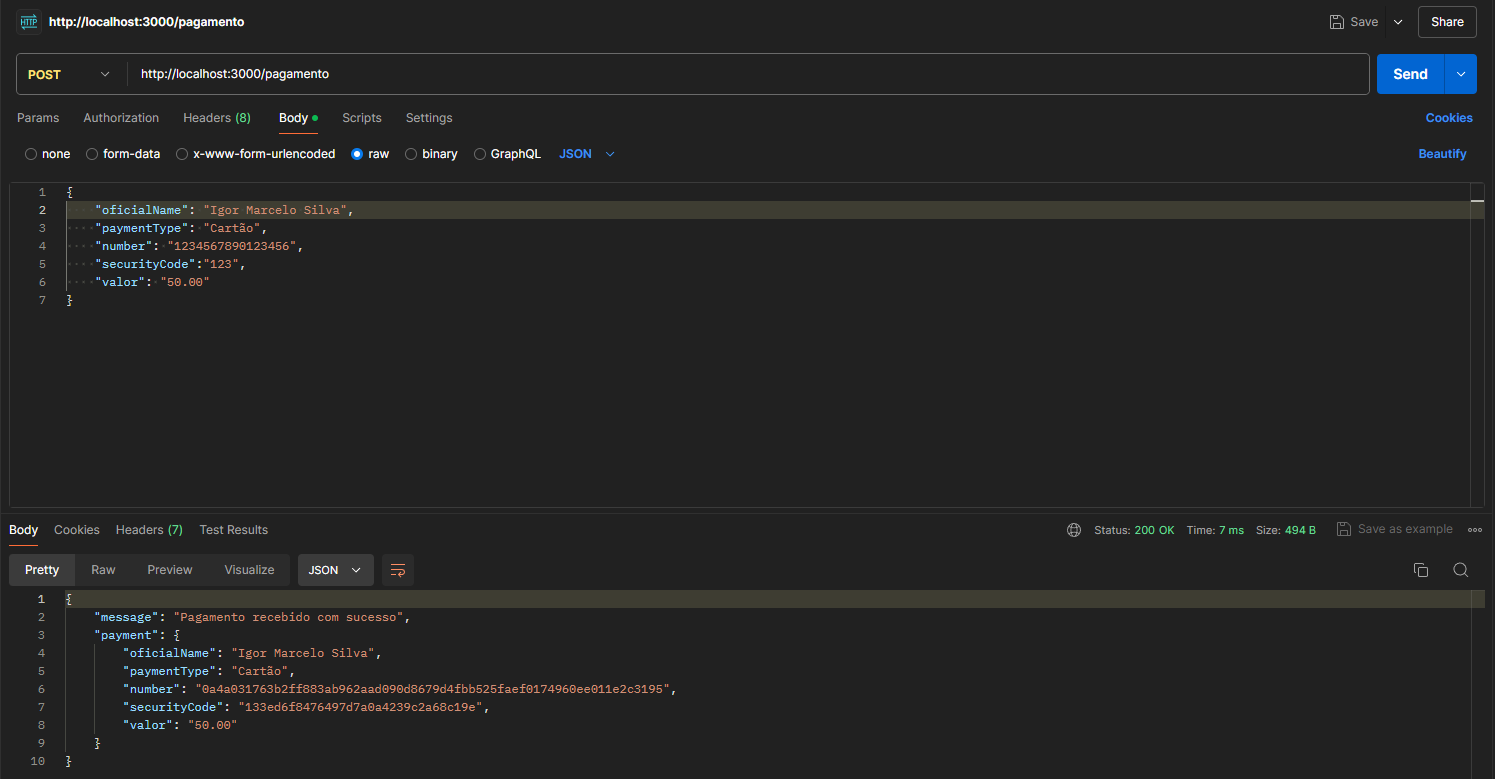 HTTP http://localhost:3000/pagamento Save Share
POST http://localhost:3000/pagamento Send
Params Authorization Headers (8) Body Scripts Settings Cookies
none form-data x-www-form-urlencoded raw binary GraphQL JSON Beautify
1 {
2 "oficialName": "Igor Marcelo Silva",
3 "paymentType": "Cartão",
4 "number": "1234567890123456",
5 "securityCode":"123",
6 "valor": "50.00"
7 }
Body Cookies Headers (7) Test Results Status: 200 OK Time: 7 ms Size: 494 B Save as example
Pretty Raw Preview Visualize JSON
1 {
2 "message": "Pagamento recebido com sucesso",
3 "payment": {
4 "oficialName": "Igor Marcelo Silva",
5 "paymentType": "Cartão",
6 "number": "0a4a031763b2ff883ab962aad090d8679d4fbb525faef0174960ee011e2c3195",
7 "securityCode": "133ed6f8476497d7a0a4239c2a68c19e",
8 "valor": "50.00"
9 }
10 }